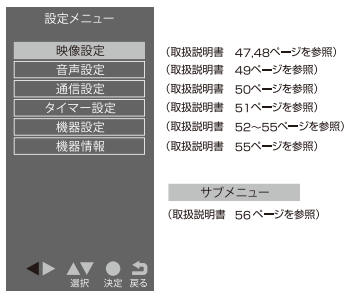 設定メニュー
映像設定 (取扱説明書 47,48ページを参照)
音声設定 (取扱説明書 49ページを参照)
通信設定 (取扱説明書 50ページを参照)
タイマー設定 (取扱説明書 51ページを参照)
機器設定 (取扱説明書 52〜55ページを参照)
機器情報 (取扱説明書 55ページを参照)
サブメニュー
(取扱説明書 56ページを参照)
選択 決定 戻る